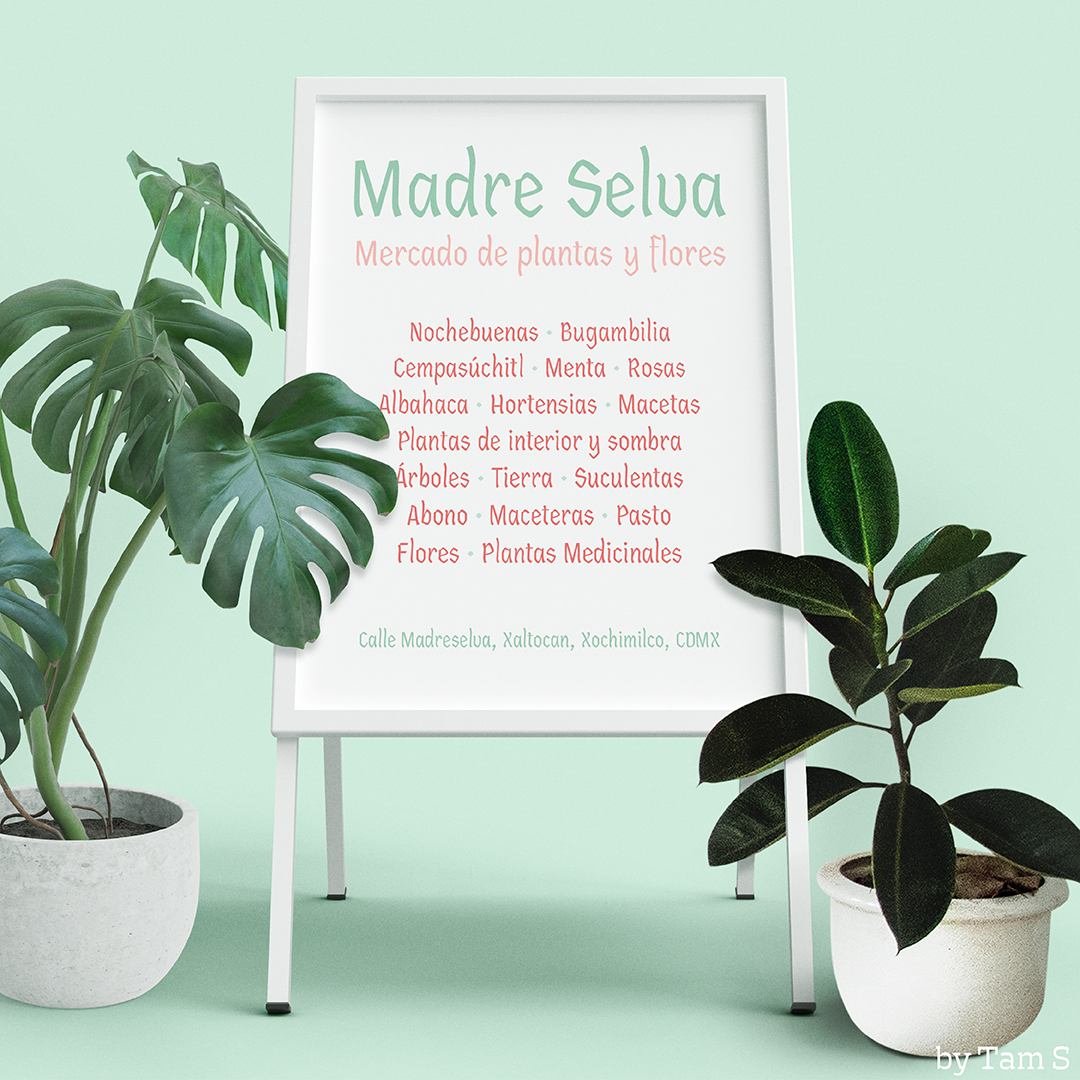 Madre Selva
Mercado de plantas y flores
Nochebuenas • Bugambilia
Cempasúchitl • Menta • Rosas
Albahaca • Hortensias • Macetas
Plantas de interior y sombra
Árboles • Tierra • Suculentas
Abono • Maceteras • Pasto
Flores • Plantas Medicinales
Calle Madreselva, Xaltocan, Xochimilco, CDMX
by Tam S